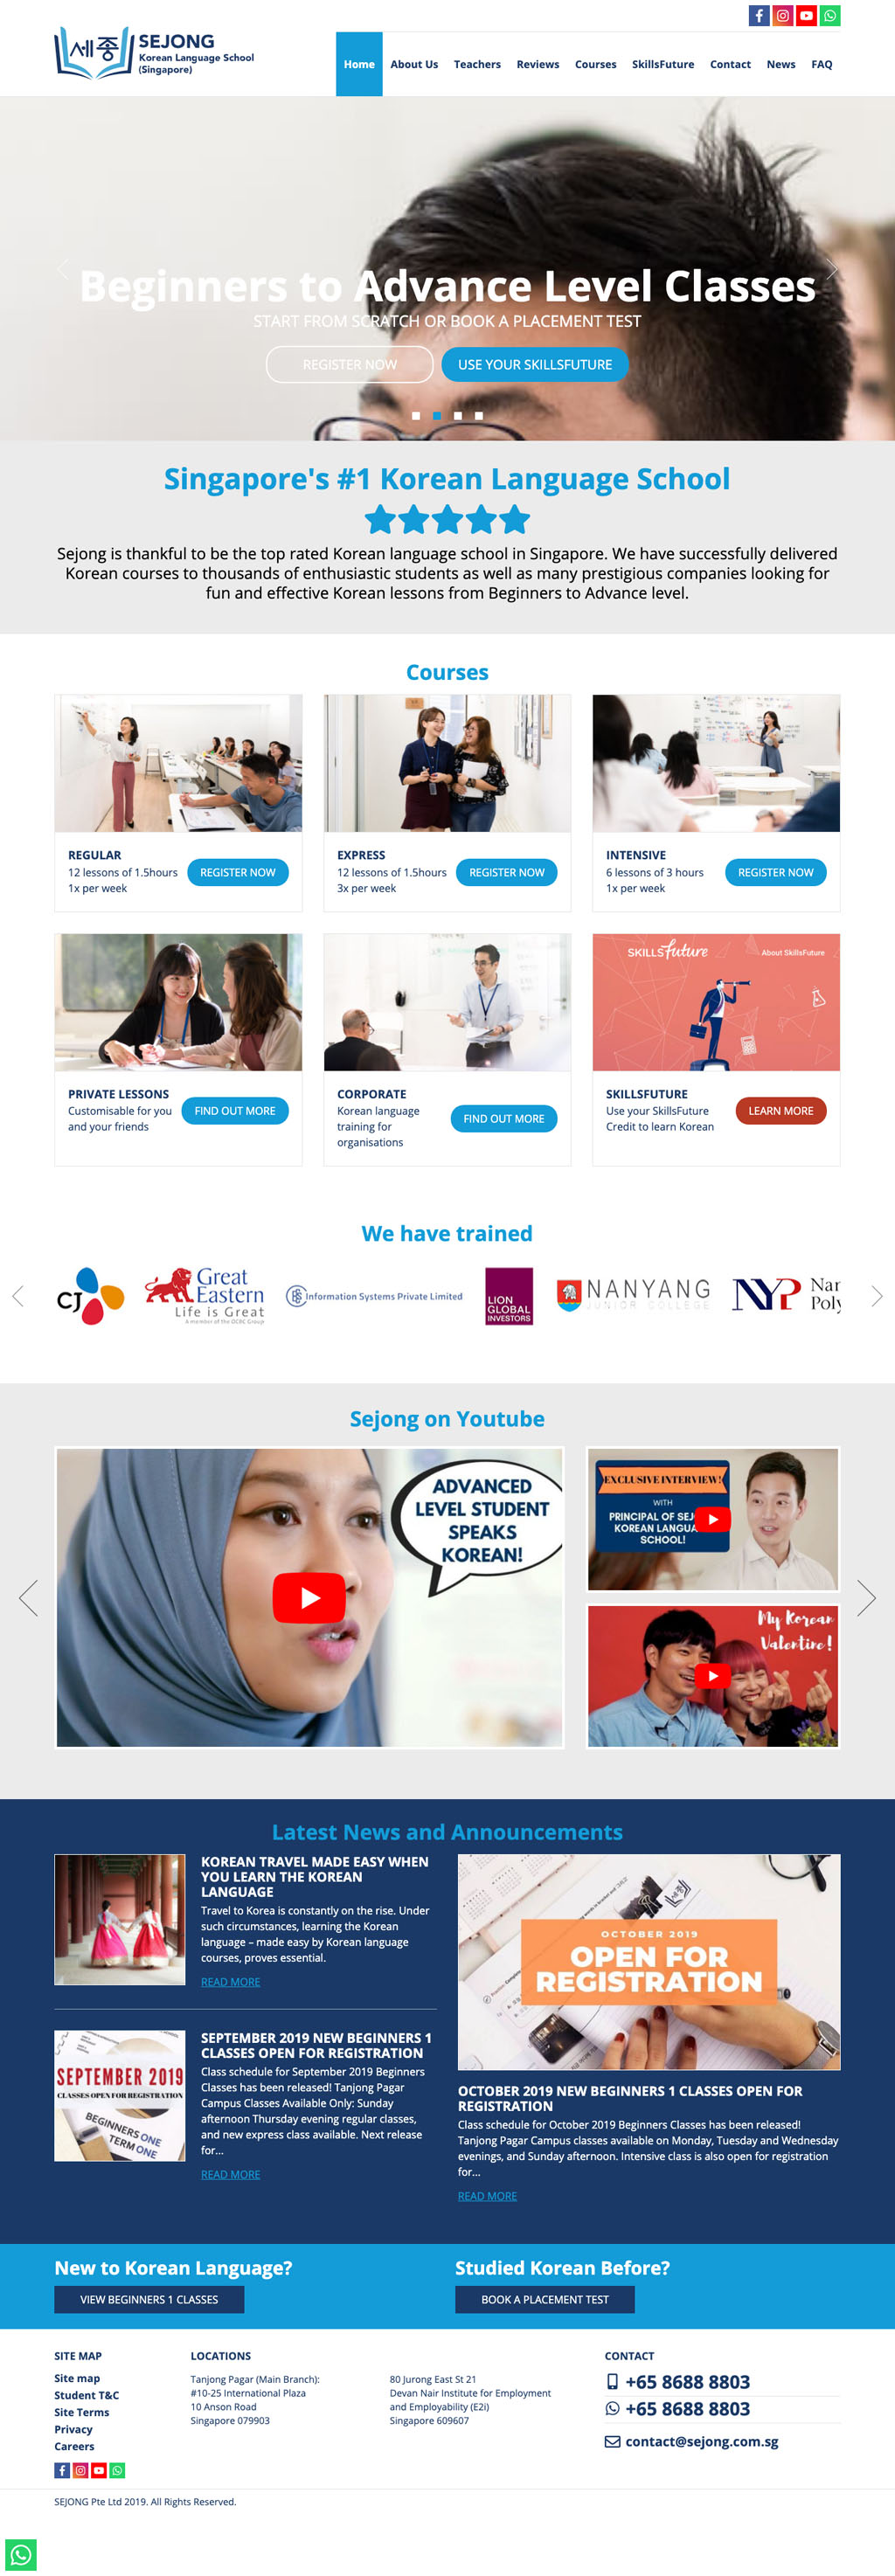 세종
SEJONG
Korean Language School
(Singapore)
Home About Us Teachers Reviews Courses SkillsFuture Contact News FAQ
Beginners to Advance Level Classes
START FROM SCRATCH OR BOOK A PLACEMENT TEST
REGISTER NOW
USE YOUR SKILLSFUTURE
Singapore's #1 Korean Language School
Sejong is thankful to be the top rated Korean language school in Singapore. We have successfully delivered
Korean courses to thousands of enthusiastic students as well as many prestigious companies looking for
fun and effective Korean lessons from Beginners to Advance level.
Courses
REGULAR
12 lessons of 1.5hours
1x per week
REGISTER NOW
EXPRESS
12 lessons of 1.5hours
3x per week
REGISTER NOW
INTENSIVE
6 lessons of 3 hours
1x per week
REGISTER NOW
SKILLSfuture
About SkillsFuture
PRIVATE LESSONS
Customisable for you
and your friends
FIND OUT MORE
CORPORATE
Korean language
training for
organisations
FIND OUT MORE
SKILLSFUTURE
Use your SkillsFuture
Credit to learn Korean
LEARN MORE
We have trained
CJ
Great
Eastern
Life is Great
A member of the OCBC Group
Information Systems Private Limited
LION
GLOBAL
INVESTORS
NANYANG
JUNIOR COLLEGE
NYP
Nan
Poly
Sejong on Youtube
ADVANCED
LEVEL STUDENT
SPEAKS
KOREAN!
EXCLUSIVE INTERVIEW!
WITH
PRINCIPAL OF SEJ
KOREAN LANGUA
SCHOOL!
My Korean
Valentine!
Latest News and Announcements
KOREAN TRAVEL MADE EASY WHEN
YOU LEARN THE KOREAN
LANGUAGE
Travel to Korea is constantly on the rise. Under
such circumstances, learning the Korean
language – made easy by Korean language
courses, proves essential.
READ MORE
SEPTEMBER 2019
CLASSES OPEN FOR REGISTRATION
BEGINNERS ONE
TERM ONE
SEPTEMBER 2019 NEW BEGINNERS 1
CLASSES OPEN FOR REGISTRATION
Class schedule for September 2019 Beginners
Classes has been released! Tanjong Pagar
Campus Classes Available Only: Sunday
afternoon Thursday evening regular classes,
and new express class available. Next release
for...
READ MORE
OCTOBER 2019
OPEN FOR
REGISTRATION
OCTOBER 2019 NEW BEGINNERS 1 CLASSES OPEN FOR
REGISTRATION
Class schedule for October 2019 Beginners Classes has been released!
Tanjong Pagar Campus classes available on Monday, Tuesday and Wednesday
evenings, and Sunday afternoon. Intensive class is also open for registration
for...
READ MORE
New to Korean Language?
VIEW BEGINNERS 1 CLASSES
Studied Korean Before?
BOOK A PLACEMENT TEST
SITE MAP
Site map
Student T&C
Site Terms
Privacy
Careers
LOCATIONS
Tanjong Pagar (Main Branch):
#10-25 International Plaza
10 Anson Road
Singapore 079903
80 Jurong East St 21
Devan Nair Institute for Employment
and Employability (E2i)
Singapore 609607
CONTACT
+65 8688 8803
+65 8688 8803
contact@sejong.com.sg
SEJONG Pte Ltd 2019. All Rights Reserved.